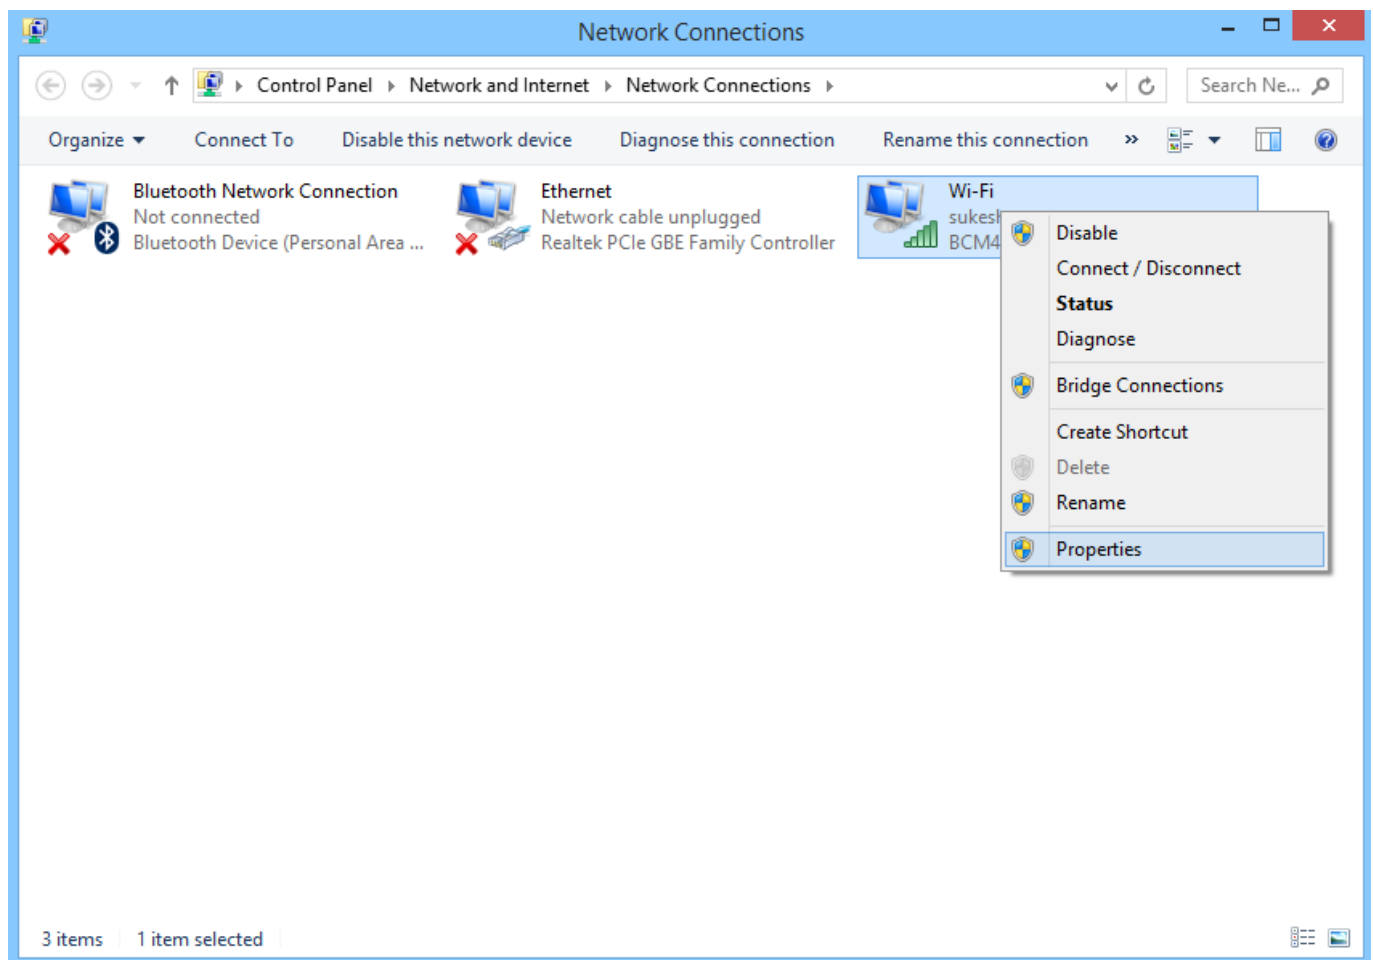 Network Connections
Control Panel Network and Internet Network Connections
Search Ne...
Organize Connect To Disable this network device Diagnose this connection Rename this connection »
Bluetooth Network Connection
Not connected
Bluetooth Device (Personal Area ...
Ethernet
Network cable unplugged
Realtek PCIe GBE Family Controller
Wi-Fi
sukesh
BCM4
Disable
Connect / Disconnect
Status
Diagnose
Bridge Connections
Create Shortcut
Delete
Rename
Properties
3 items 1 item selected